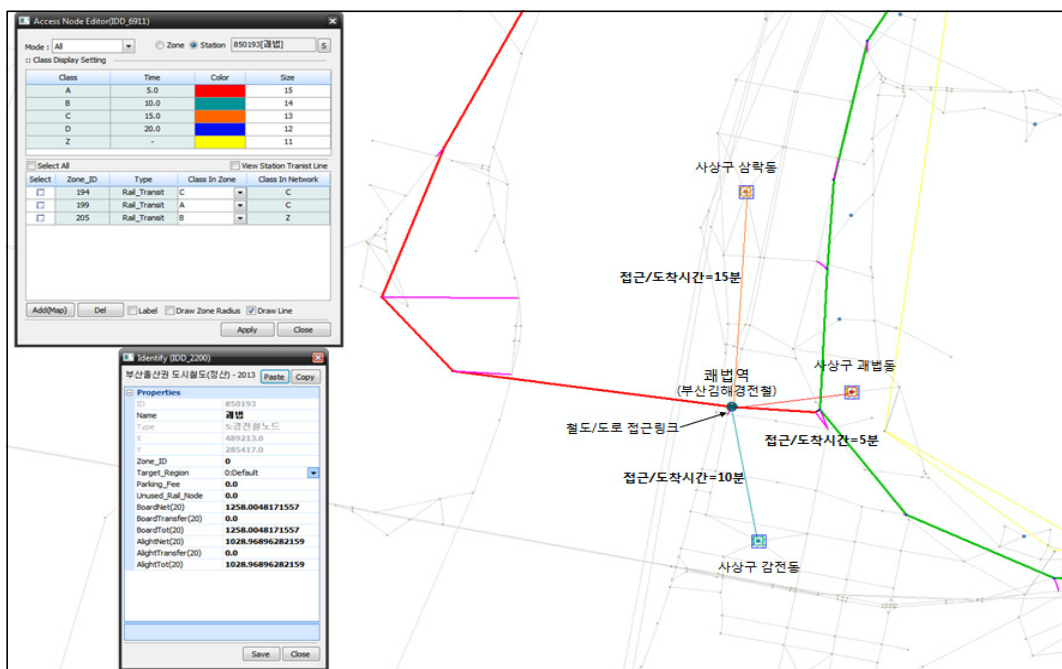 Access Node Editor(IDD_6911)
Mode : All Zone Station 850193[괘법] S
:: Class Display Setting
Class Time Color Size
A 5.0 15
B 10.0 14
C 15.0 13
D 20.0 12
Z - 11
Select All View Station Tranist Line
Select Zone_ID Type Class In Zone Class In Network
194 Rail_Transit C C
199 Rail_Transit A C
205 Rail_Transit B Z
Add(Map) Del Label Draw Zone Radius Draw Line
Apply Close
Identify (IDD_2200)
부산울산권 도시철도(정산) - 2013 Paste Copy
Properties
ID 850193
Name 괘법
Type 5:경전철노드
X 489213.0
Y 285417.0
Zone_ID 0
Target_Region 0:Default
Parking_Fee 0.0
Unused_Rail_Node 0.0
BoardNet(20) 1258.0048171557
BoardTransfer(20) 0.0
BoardTot(20) 1258.0048171557
AlightNet(20) 1028.96896282159
AlightTransfer(20) 0.0
AlightTot(20) 1028.96896282159
Save Close
사상구 삼락동
접근/도착시간=15분
사상구 괘법동
괘법역
(부산김해경전철)
철도/도로 접근링크
접근/도착시간=5분
접근/도착시간=10분
사상구 감전동